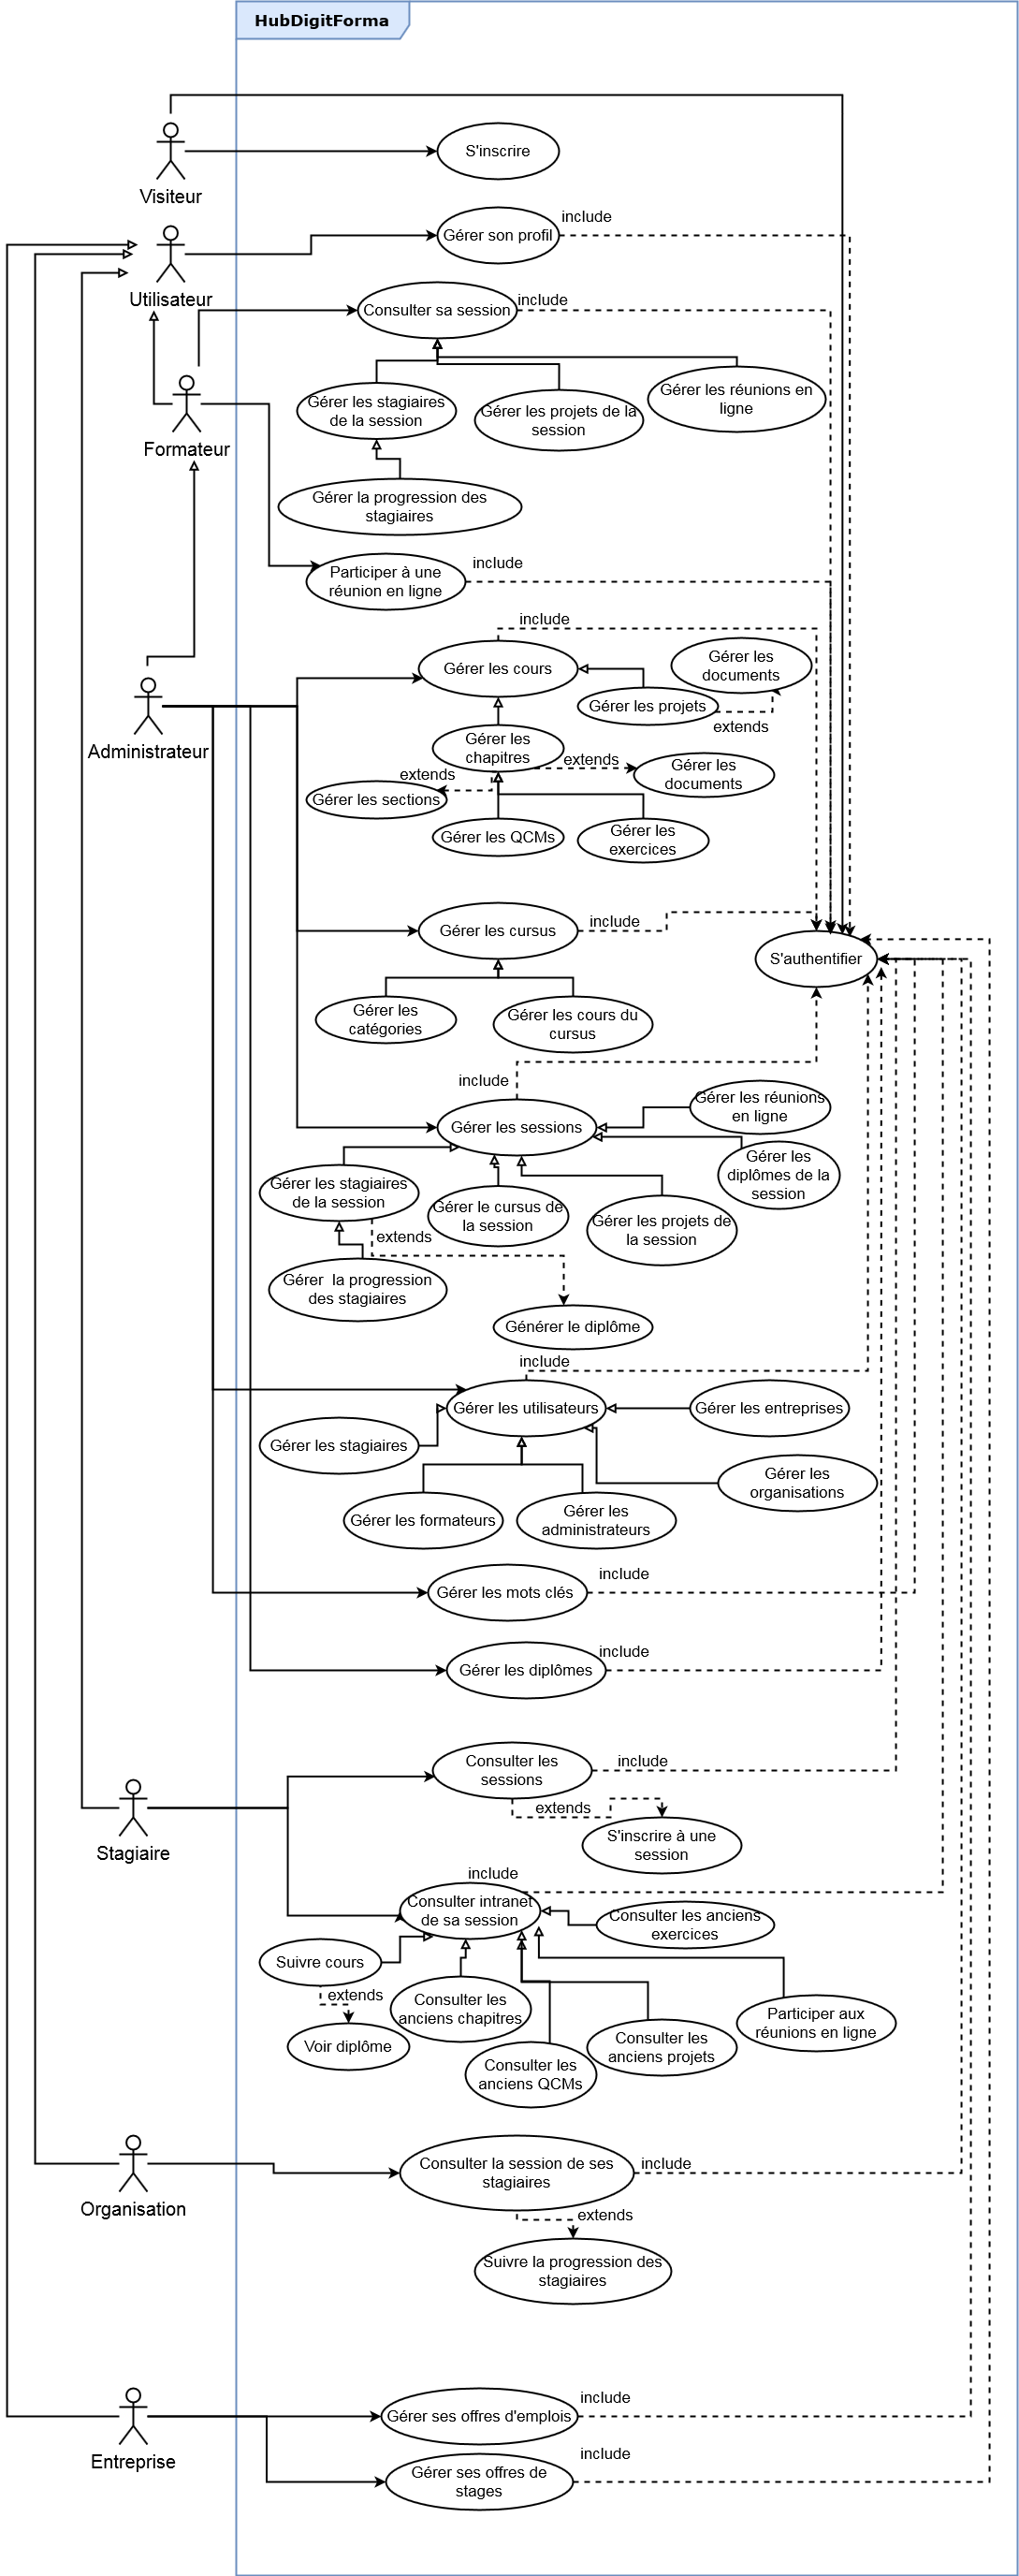 HubDigitForma
S'inscrire
Visiteur
include
Gérer son profil
Utilisateur
include
Consulter sa session
Gérer les stagiaires
de la session
Gérer les projets de la
session
Gérer les réunions en
ligne
Formateur
Gérer la progression des
stagiaires
include
Participer à une
réunion en ligne
include
Gérer les cours
Gérer les
documents
Gérer les projets
extends
Administrateur
Gérer les
chapitres
extends
Gérer les
documents
extends
Gérer les sections
Gérer les QCMs
Gérer les
exercices
Gérer les cursus
include
S'authentifier
Gérer les
catégories
Gérer les cours du
cursus
include
Gérer les sessions
Gérer les réunions
en ligne
Gérer les
diplômes de la
session
Gérer les stagiaires
de la session
Gérer le cursus de
la session
Gérer les projets de
la session
extends
Gérer  la progression
des stagiaires
Générer le diplôme
include
Gérer les utilisateurs
Gérer les entreprises
Gérer les stagiaires
Gérer les
organisations
Gérer les formateurs
Gérer les
administrateurs
include
Gérer les mots clés
include
Gérer les diplômes
Consulter les
sessions
include
extends
S'inscrire à une
session
Stagiaire
include
Consulter intranet
de sa session
Consulter les anciens
exercices
Suivre cours
extends
Voir diplôme
Consulter les
anciens chapitres
Consulter les
anciens QCMs
Consulter les
anciens projets
Participer aux
réunions en ligne
Organisation
Consulter la session de ses
stagiaires
include
extends
Suivre la progression des
stagiaires
include
Gérer ses offres d'emplois
Entreprise
include
Gérer ses offres de
stages